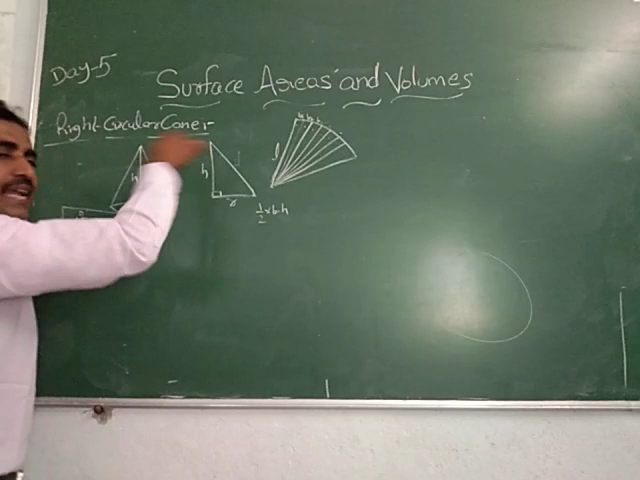 Day-5
Surface Areas and Volumes
Right Circular Cone:-
h
h
l
r
l
1/2 x b.h